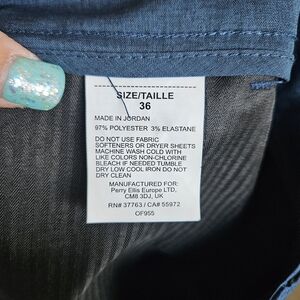 SIZE/TAILLE
36
MADE IN JORDAN
97% POLYESTER 3% ELASTANE
DO NOT USE FABRIC
SOFTENERS OR DRYER SHEETS
MACHINE WASH COLD WITH
LIKE COLORS NON-CHLORINE
BLEACH IF NEEDED TUMBLE
DRY LOW COOL IRON DO NOT
DRY CLEAN
MANUFACTURED FOR:
Perry Ellis Europe LTD,
CM8 3DJ, UK
RN# 37763 / CA# 55972
OF955